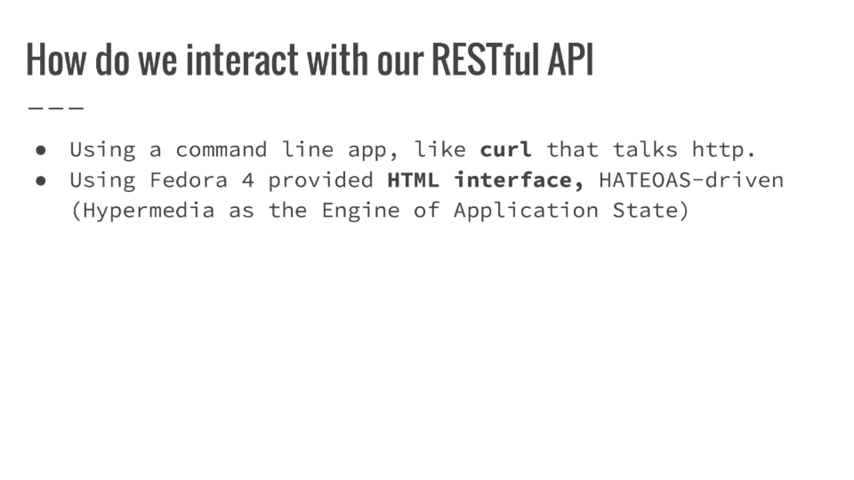 How do we interact with our RESTful API
● Using a command line app, like curl that talks http.
● Using Fedora 4 provided HTML interface, HATEOAS-driven
(Hypermedia as the Engine of Application State)